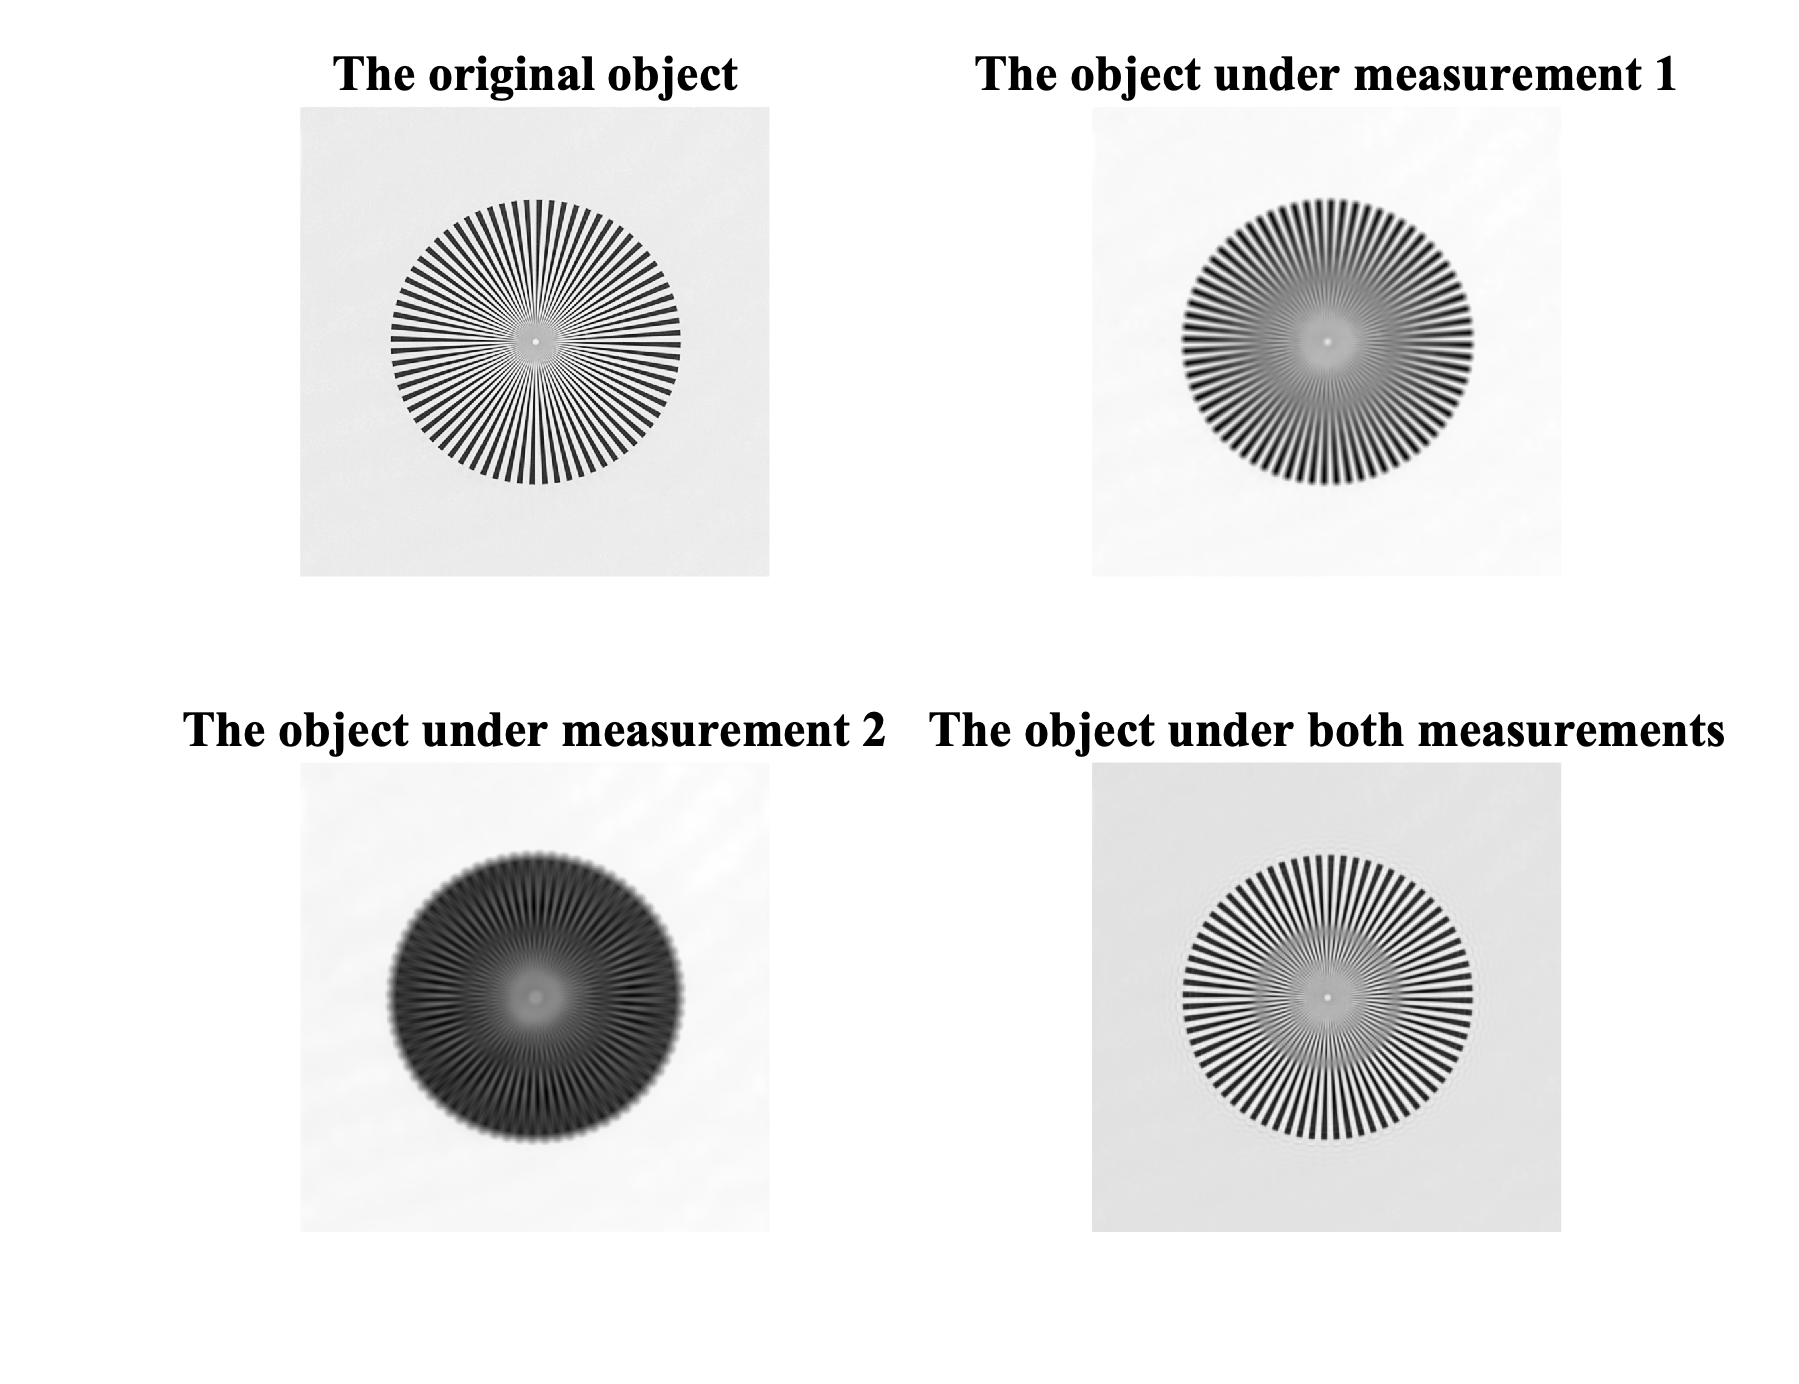 The original object
The object under measurement 1
The object under measurement 2
The object under both measurements